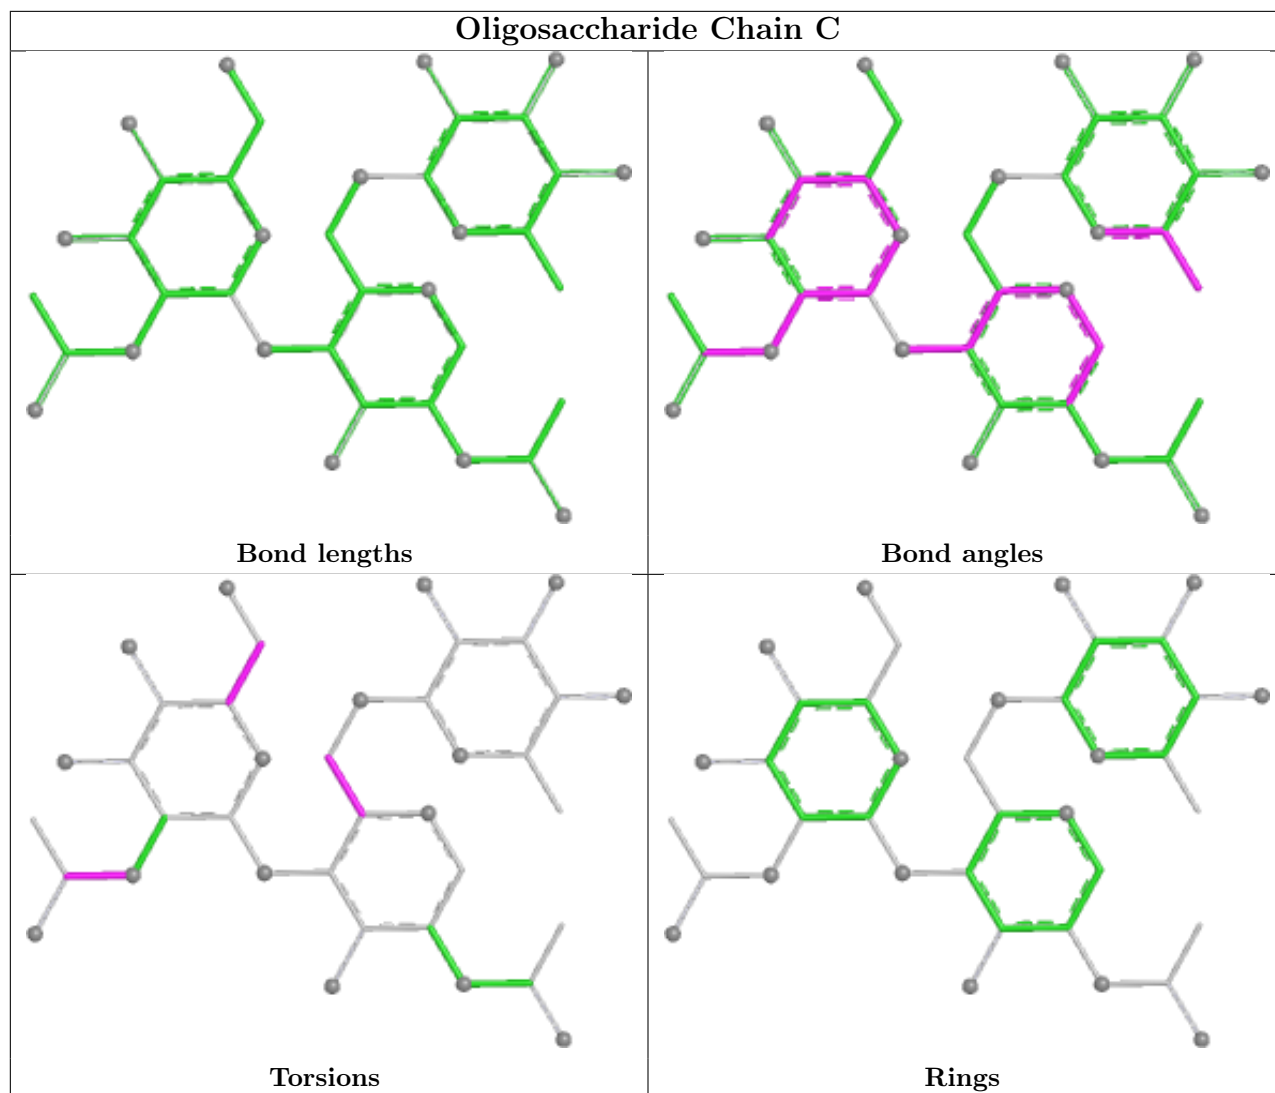 Oligosaccharide Chain C
Bond lengths
Bond angles
Torsions
Rings